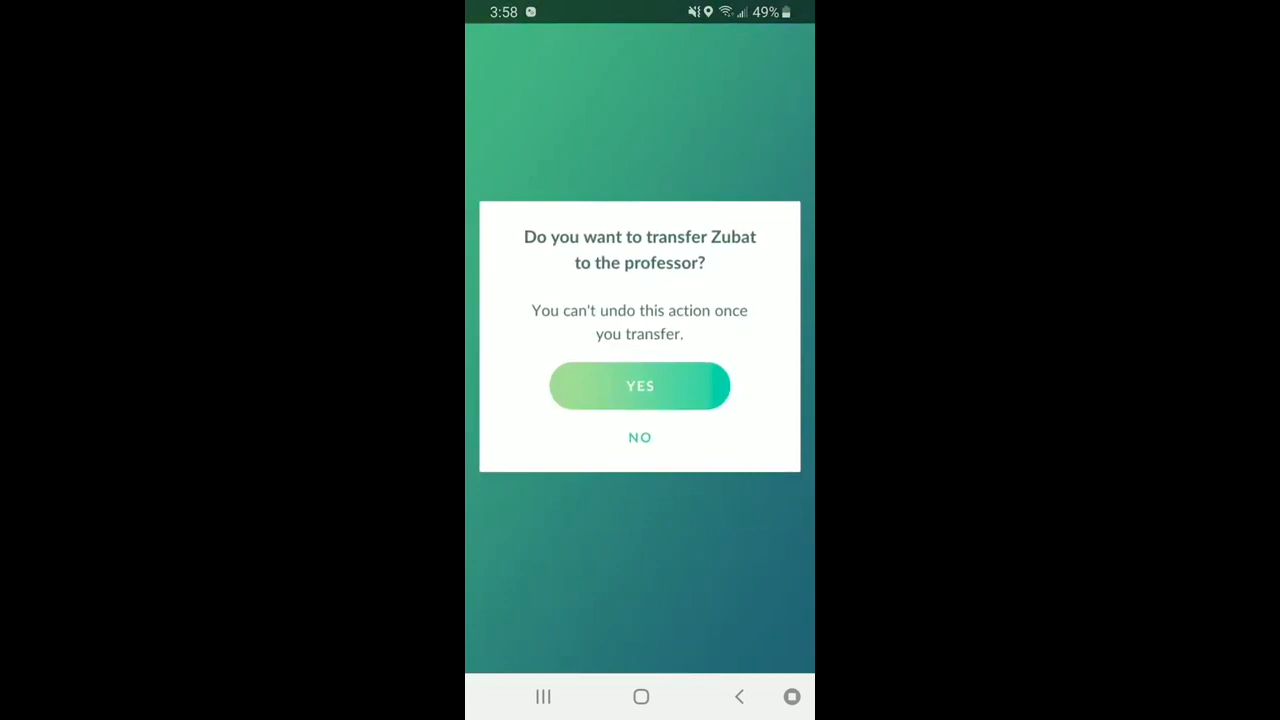 3:58 49%
Do you want to transfer Zubat
to the professor?
You can't undo this action once
you transfer.
YES
NO